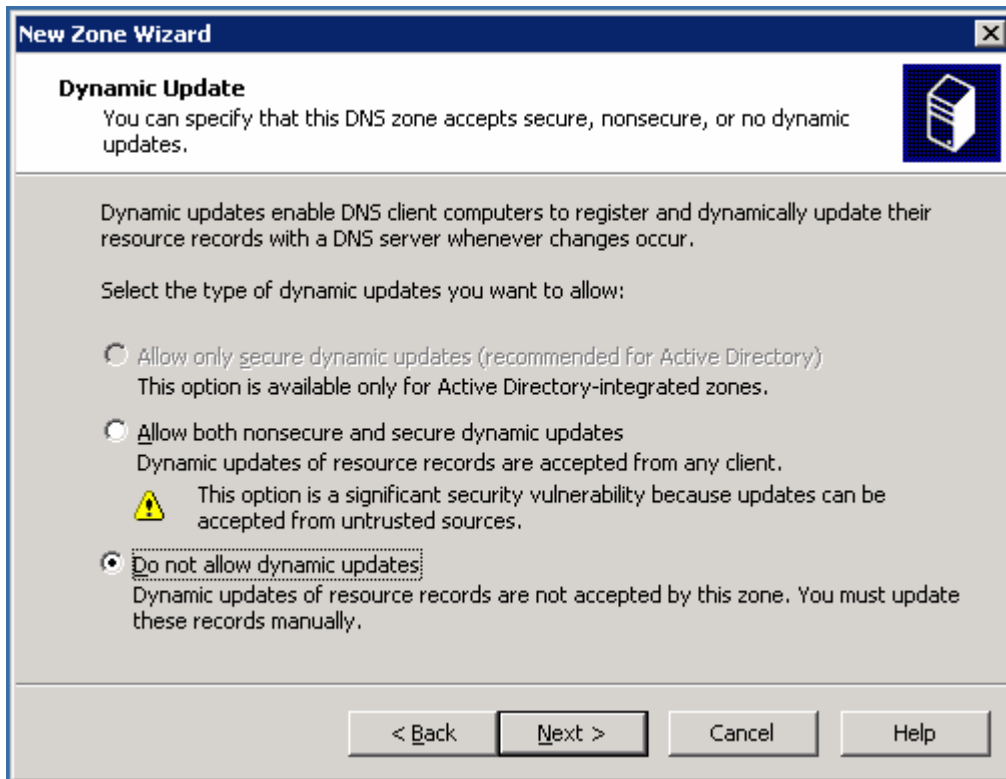 New Zone Wizard
Dynamic Update
You can specify that this DNS zone accepts secure, nonsecure, or no dynamic
updates.
Dynamic updates enable DNS client computers to register and dynamically update their
resource records with a DNS server whenever changes occur.
Select the type of dynamic updates you want to allow:
Allow only secure dynamic updates (recommended for Active Directory)
This option is available only for Active Directory-integrated zones.
Allow both nonsecure and secure dynamic updates
Dynamic updates of resource records are accepted from any client.
This option is a significant security vulnerability because updates can be
accepted from untrusted sources.
Do not allow dynamic updates
Dynamic updates of resource records are not accepted by this zone. You must update
these records manually.
< Back Next > Cancel Help